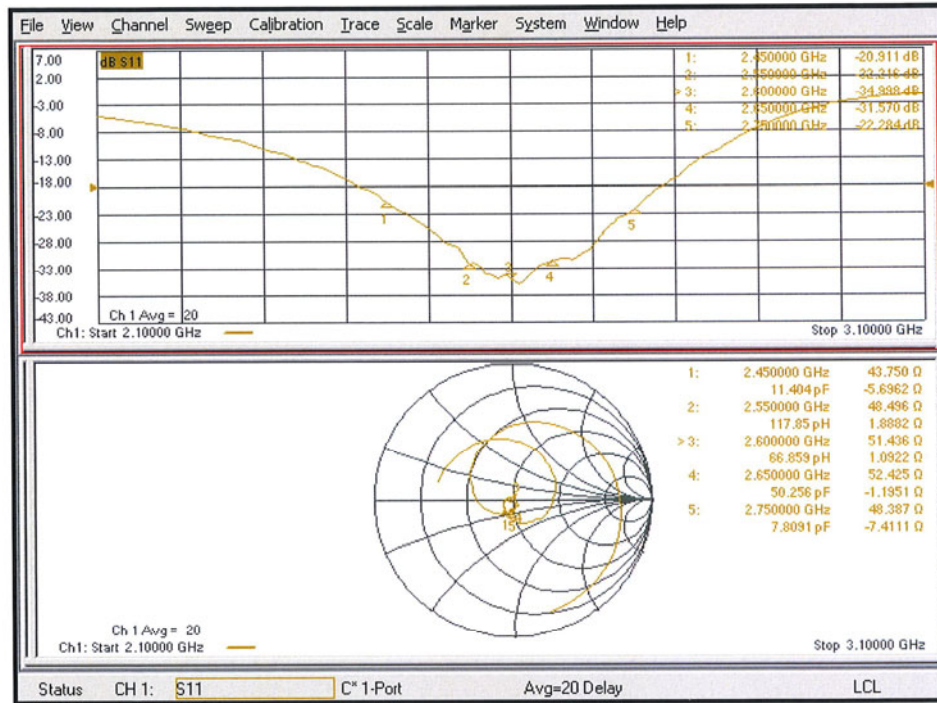 File View Channel Sweep Calibration Trace Scale Marker System Window Help
7.00
2.00
-3.00
-8.00
-13.00
-18.00
-23.00
-28.00
-33.00
-38.00
-43.00
dB S11
1: 2.450000 GHz -20.911 dB
2: 2.550000 GHz -32.216 dB
> 3: 2.600000 GHz -34.998 dB
4: 2.650000 GHz -31.570 dB
5: 2.750000 GHz -22.284 dB
1
2
3
4
5
Ch 1 Avg = 20
Ch1: Start 2.10000 GHz
Stop 3.10000 GHz
1: 2.450000 GHz 43.750 Ω
11.404 pF -5.6962 Ω
2: 2.550000 GHz 48.496 Ω
117.85 pH 1.8882 Ω
> 3: 2.600000 GHz 51.436 Ω
66.859 pH 1.0922 Ω
4: 2.650000 GHz 52.425 Ω
50.256 pF -1.1951 Ω
5: 2.750000 GHz 48.387 Ω
7.8091 pF -7.4111 Ω
Ch 1 Avg = 20
Ch1: Start 2.10000 GHz
Stop 3.10000 GHz
Status CH 1: S11 C* 1-Port Avg=20 Delay LCL